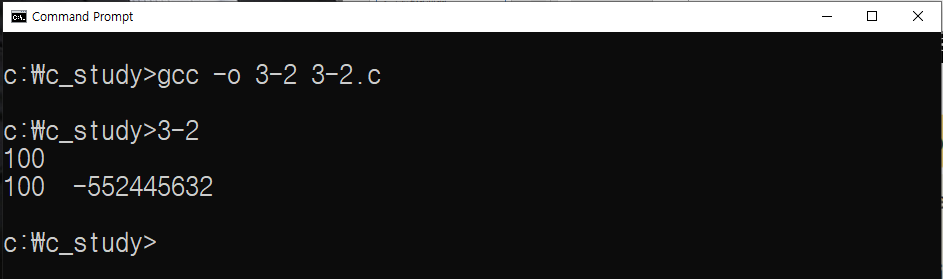 Command Prompt
c:₩c_study>gcc -o 3-2 3-2.c
c:₩c_study>3-2
100
100  -552445632
c:₩c_study>